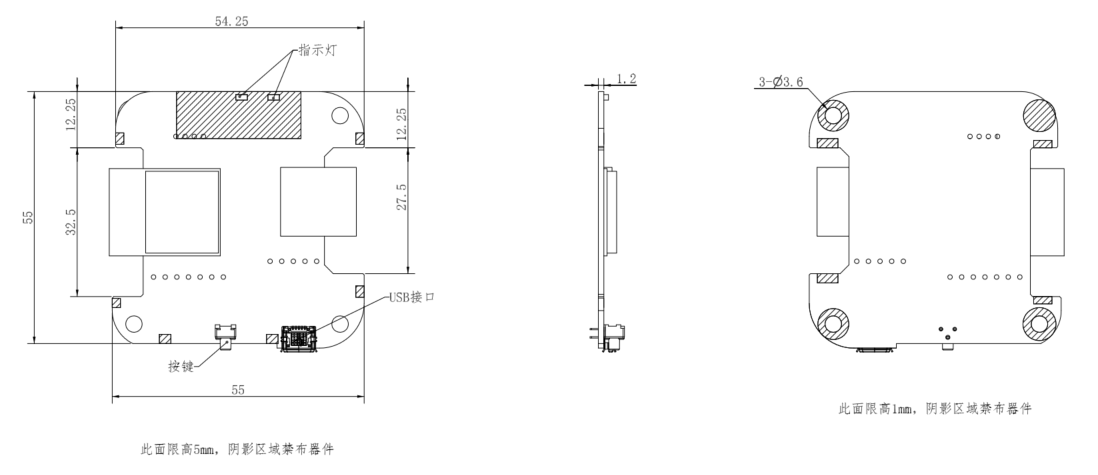 54.25
指示灯
12.25
12.25
55
32.5
27.5
USB接口
按键
55
此面限高5mm，阴影区域禁布器件
1.2
3-Ø3.6
此面限高1mm，阴影区域禁布器件